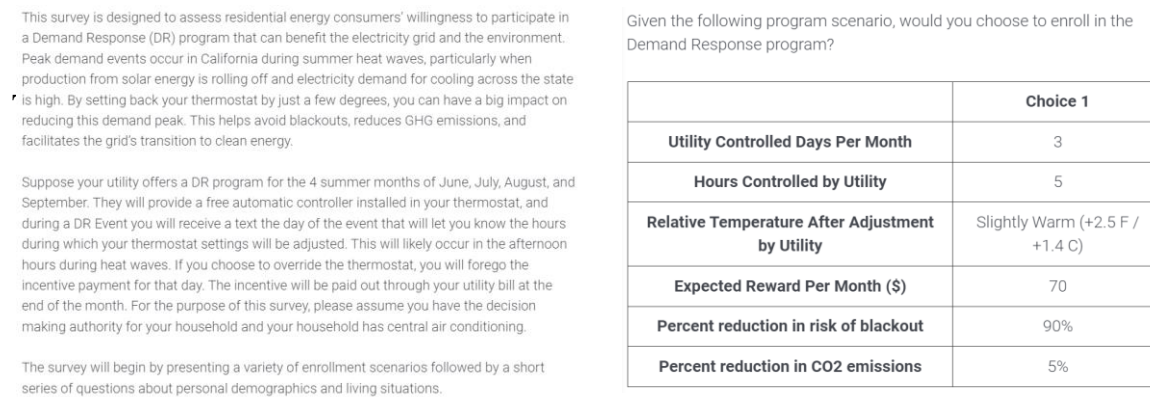 This survey is designed to assess residential energy consumers' willingness to participate in
a Demand Response (DR) program that can benefit the electricity grid and the environment.
Peak demand events occur in California during summer heat waves, particularly when
production from solar energy is rolling off and electricity demand for cooling across the state
is high. By setting back your thermostat by just a few degrees, you can have a big impact on
reducing this demand peak. This helps avoid blackouts, reduces GHG emissions, and
facilitates the grid's transition to clean energy.
Suppose your utility offers a DR program for the 4 summer months of June, July, August, and
September. They will provide a free automatic controller installed in your thermostat, and
during a DR Event you will receive a text the day of the event that will let you know the hours
during which your thermostat settings will be adjusted. This will likely occur in the afternoon
hours during heat waves. If you choose to override the thermostat, you will forego the
incentive payment for that day. The incentive will be paid out through your utility bill at the
end of the month. For the purpose of this survey, please assume you have the decision
making authority for your household and your household has central air conditioning.
The survey will begin by presenting a variety of enrollment scenarios followed by a short
series of questions about personal demographics and living situations.
Given the following program scenario, would you choose to enroll in the
Demand Response program?
Choice 1
Utility Controlled Days Per Month 3
Hours Controlled by Utility 5
Relative Temperature After Adjustment Slightly Warm (+2.5 F /
by Utility +1.4 C)
Expected Reward Per Month ($) 70
Percent reduction in risk of blackout 90%
Percent reduction in CO2 emissions 5%